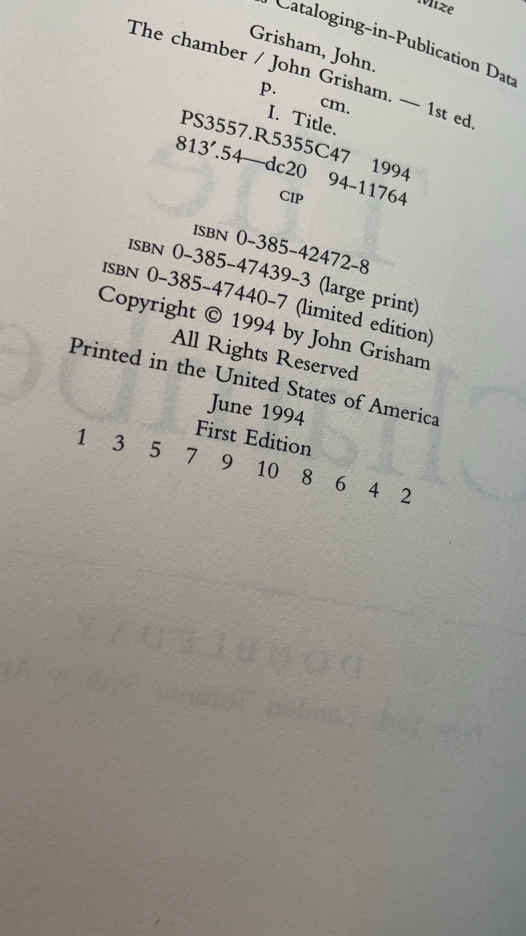 Mize
Cataloging-in-Publication Data
Grisham, John.
The chamber / John Grisham. — 1st ed.
p. cm.
I. Title.
PS3557.R5355C47 1994
813′.54—dc20 94-11764
CIP
ISBN 0-385-42472-8
ISBN 0-385-47439-3 (large print)
ISBN 0-385-47440-7 (limited edition)
Copyright © 1994 by John Grisham
All Rights Reserved
Printed in the United States of America
June 1994
First Edition
1 3 5 7 9 10 8 6 4 2